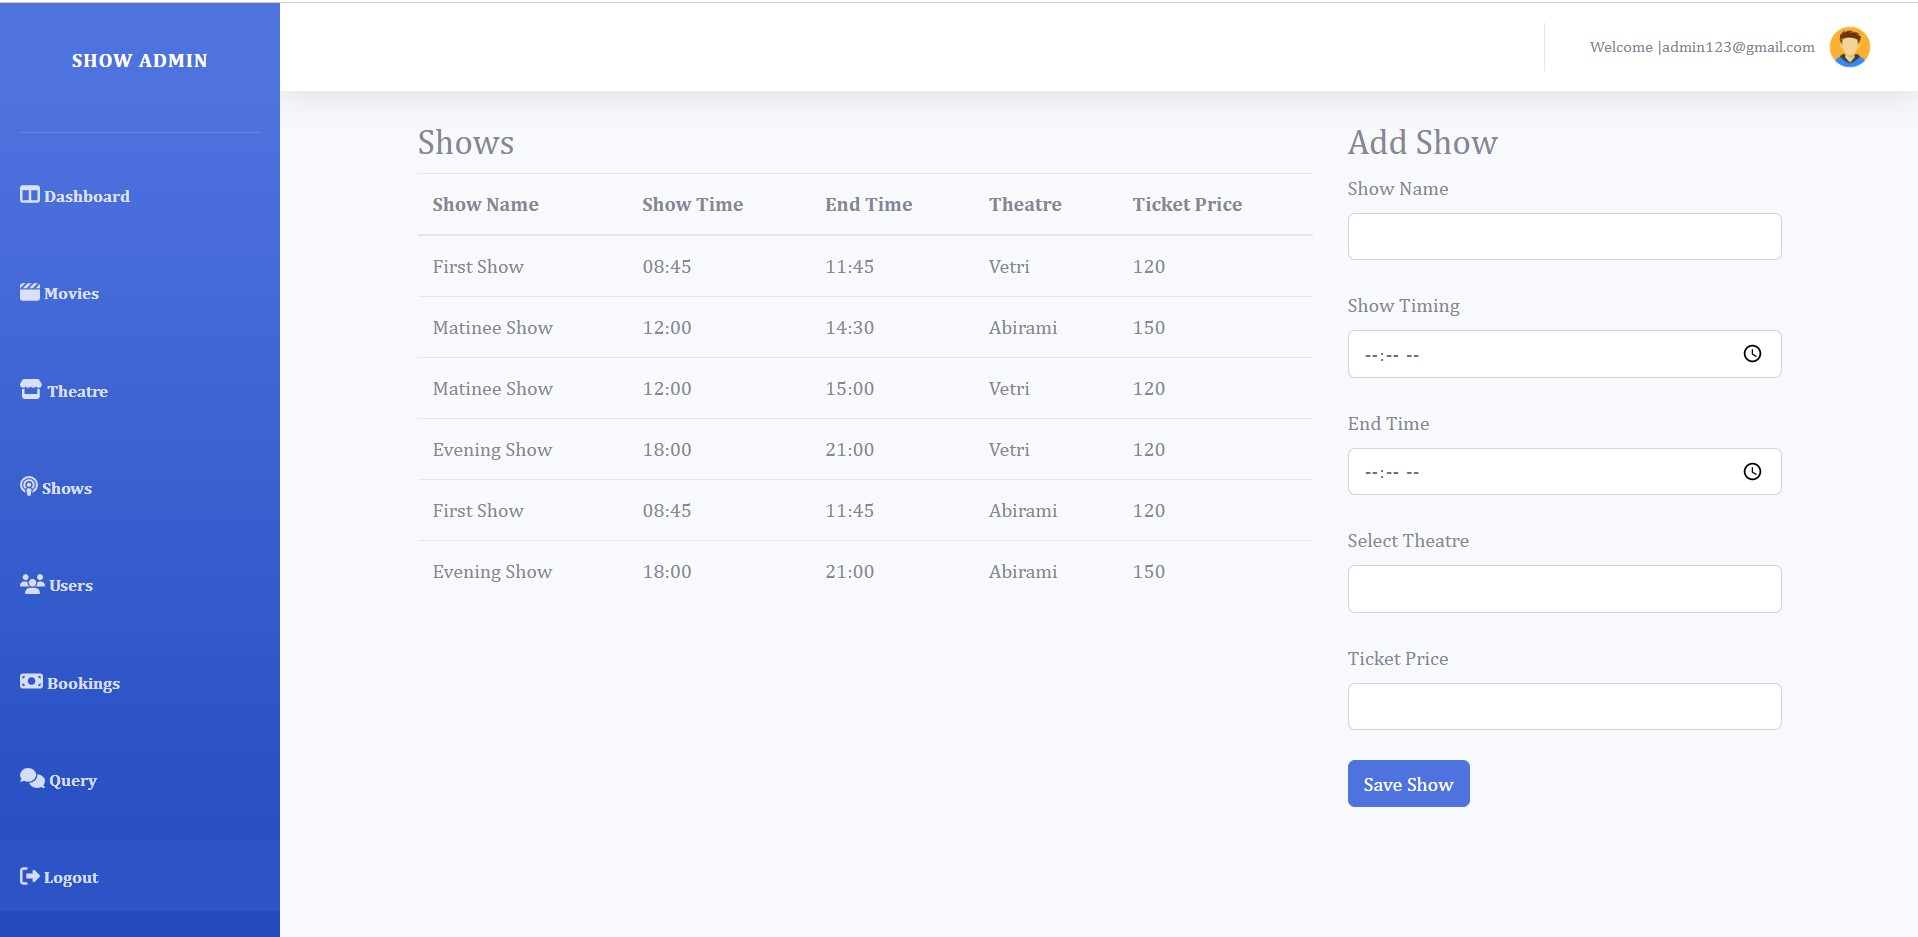 SHOW ADMIN
Dashboard
Movies
Theatre
Shows
Users
Bookings
Query
Logout
Welcome |admin123@gmail.com
Shows
Show Name Show Time End Time Theatre Ticket Price
First Show 08:45 11:45 Vetri 120
Matinee Show 12:00 14:30 Abirami 150
Matinee Show 12:00 15:00 Vetri 120
Evening Show 18:00 21:00 Vetri 120
First Show 08:45 11:45 Abirami 120
Evening Show 18:00 21:00 Abirami 150
Add Show
Show Name
Show Timing
--:-- --
End Time
--:-- --
Select Theatre
Ticket Price
Save Show